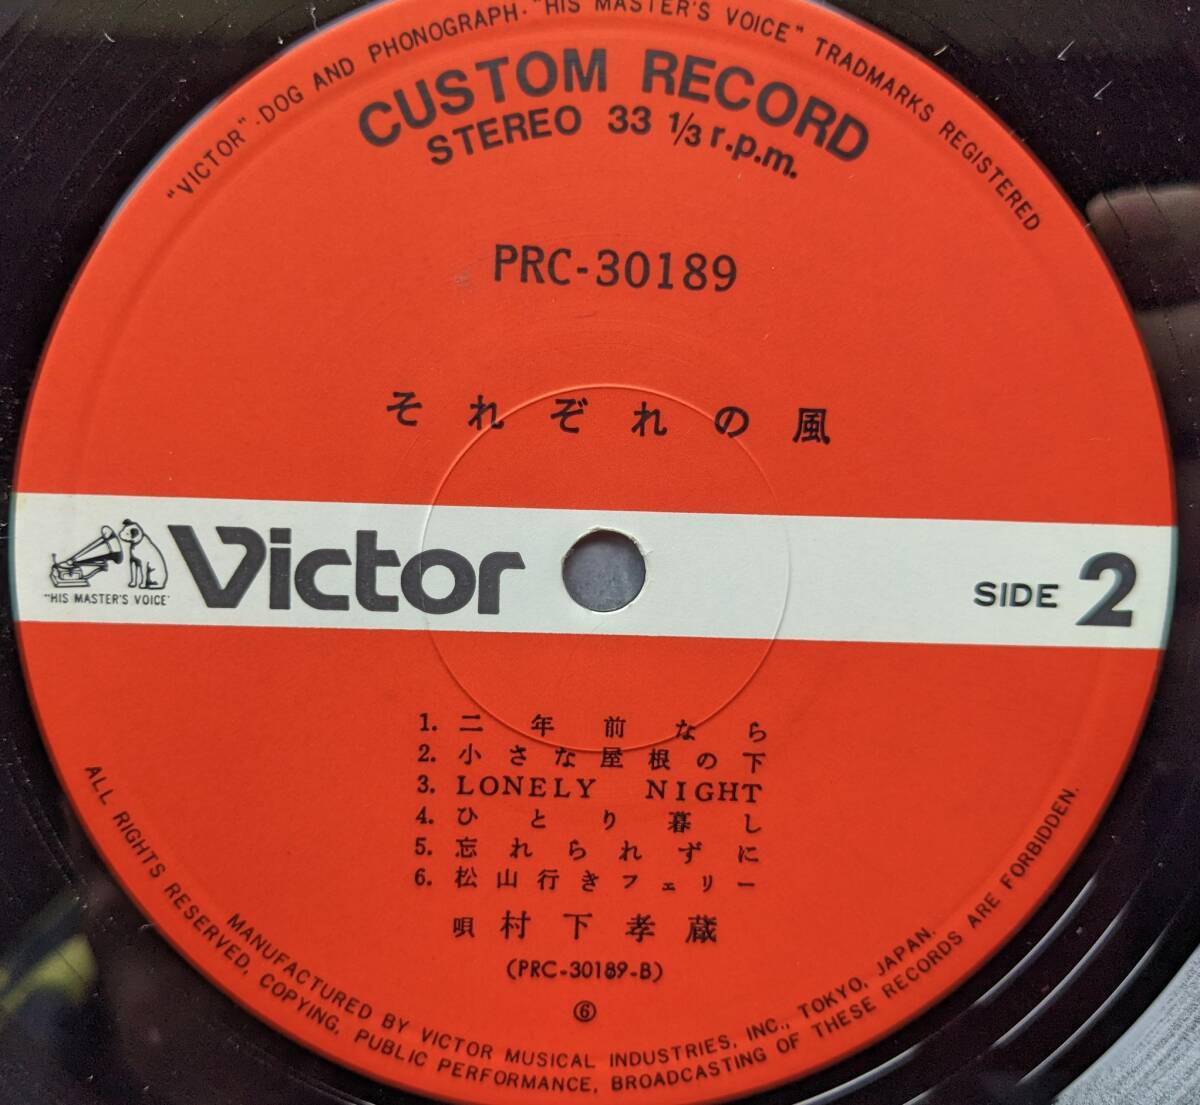 "VICTOR"-DOG AND PHONOGRAPH-"HIS MASTER'S VOICE" TRADMARKS REGISTERED
CUSTOM RECORD
STEREO 33 1/3 r.p.m.
PRC-30189
それぞれの風
"HIS MASTER'S VOICE"
Victor
SIDE 2
1. 二年前なら
2. 小さな屋根の下
3. LONELY NIGHT
4. ひとり暮し
5. 忘れられずに
6. 松山行きフェリー
唄 村下孝蔵
(PRC-30189-B)
⑥
MANUFACTURED BY VICTOR MUSICAL INDUSTRIES, INC., TOKYO, JAPAN.
ALL RIGHTS RESERVED, COPYING, PUBLIC PERFORMANCE, BROADCASTING OF THESE RECORDS ARE FORBIDDEN.